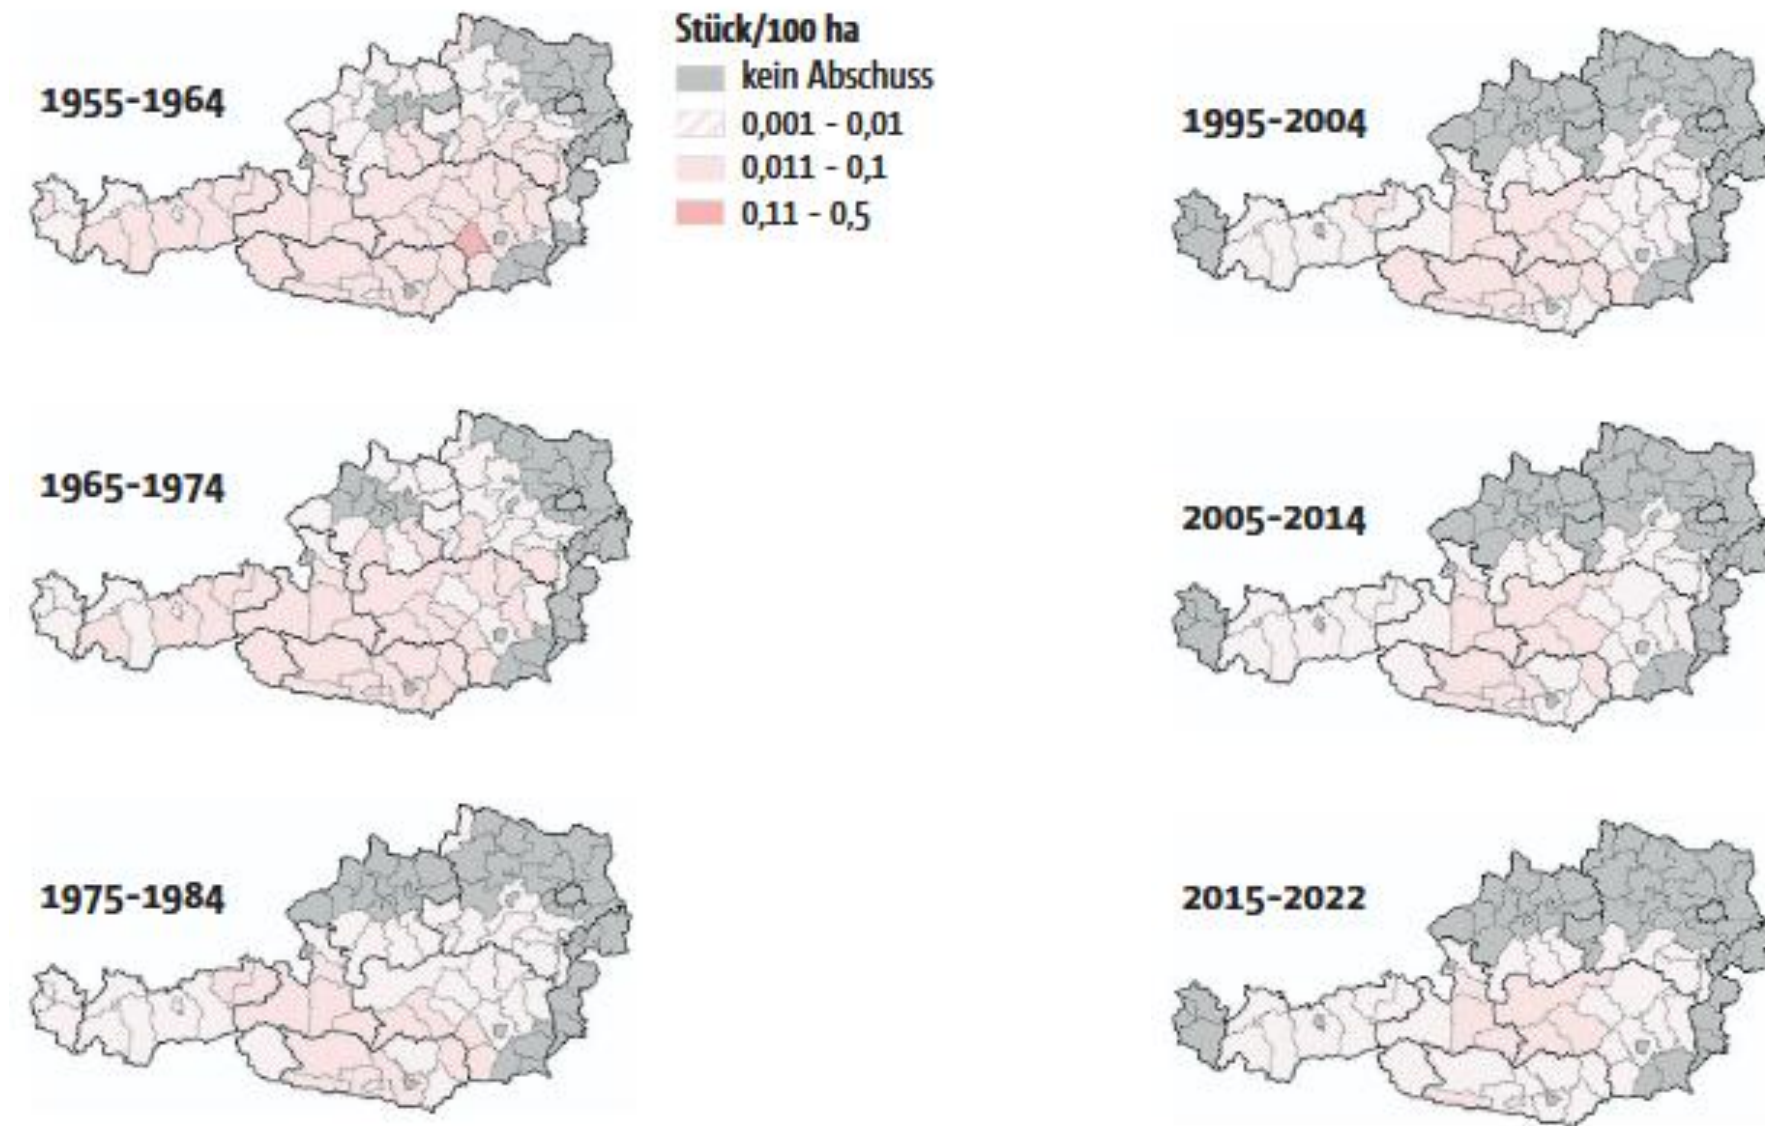 Stück/100 ha
kein Abschuss
0,001 - 0,01
0,011 - 0,1
0,11 - 0,5
1955-1964
1995-2004
1965-1974
2005-2014
1975-1984
2015-2022